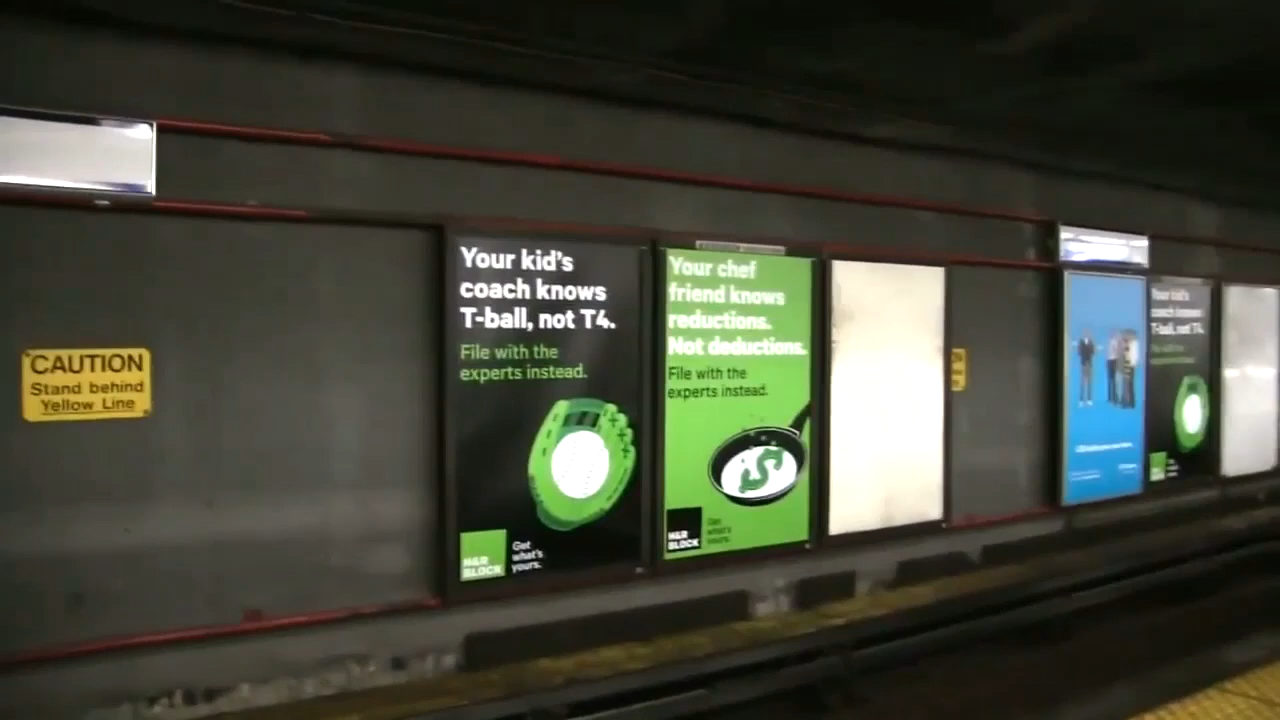 CAUTION
Stand behind
Yellow Line
Your kid's
coach knows
T-ball, not T4.
File with the
experts instead.
H&R
BLOCK
Get
what's
yours.
Your chef
friend knows
reductions.
Not deductions.
File with the
experts instead.
H&R
BLOCK
Get
what's
yours.
Your kid's
coach knows
T-ball, not T4.